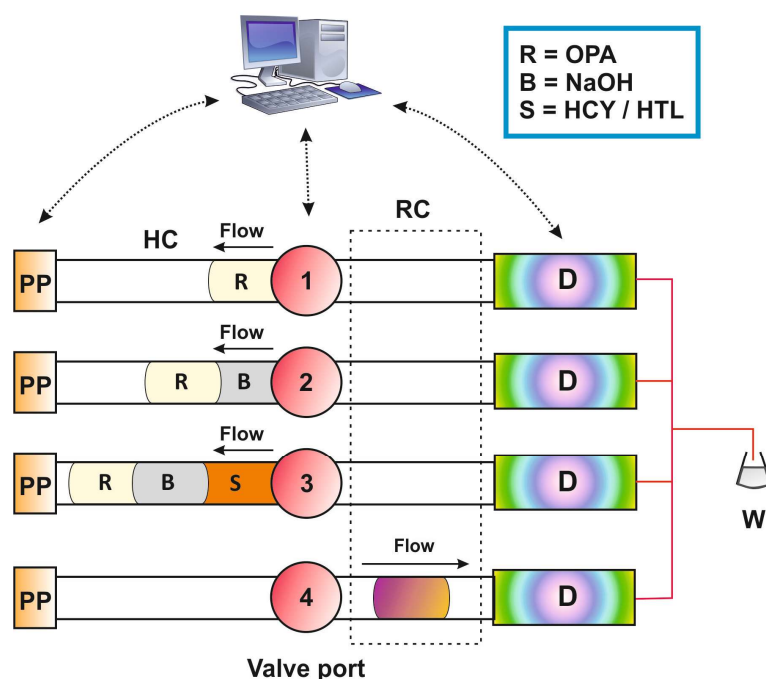 R = OPA
B = NaOH
S = HCY / HTL
RC
HC
Flow
PP
R
1
D
Flow
PP
R
B
2
D
Flow
PP
R
B
S
3
D
W
Flow
PP
4
D
Valve port